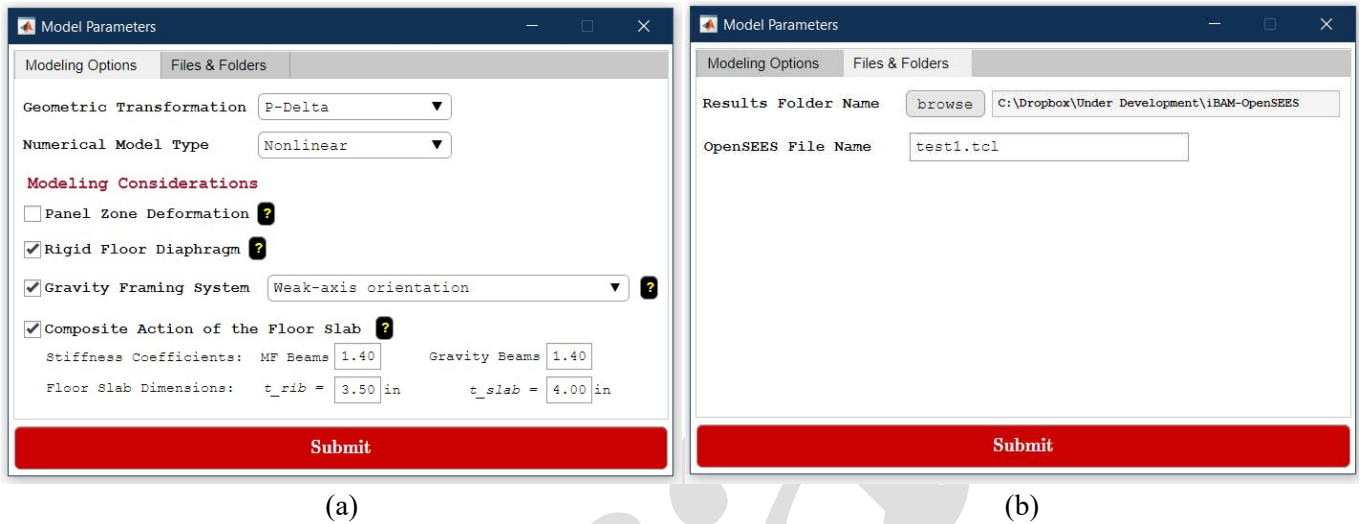 Model Parameters
Modeling Options Files & Folders
Geometric Transformation P-Delta
Numerical Model Type Nonlinear
Modeling Considerations
Panel Zone Deformation ?
Rigid Floor Diaphragm ?
Gravity Framing System Weak-axis orientation ?
Composite Action of the Floor Slab ?
Stiffness Coefficients: MF Beams 1.40 Gravity Beams 1.40
Floor Slab Dimensions: t_rib = 3.50 in t_slab = 4.00 in
Submit
(a)
Model Parameters
Modeling Options Files & Folders
Results Folder Name browse C:\Dropbox\Under Development\iBAM-OpenSEES
OpenSEES File Name test1.tcl
Submit
(b)